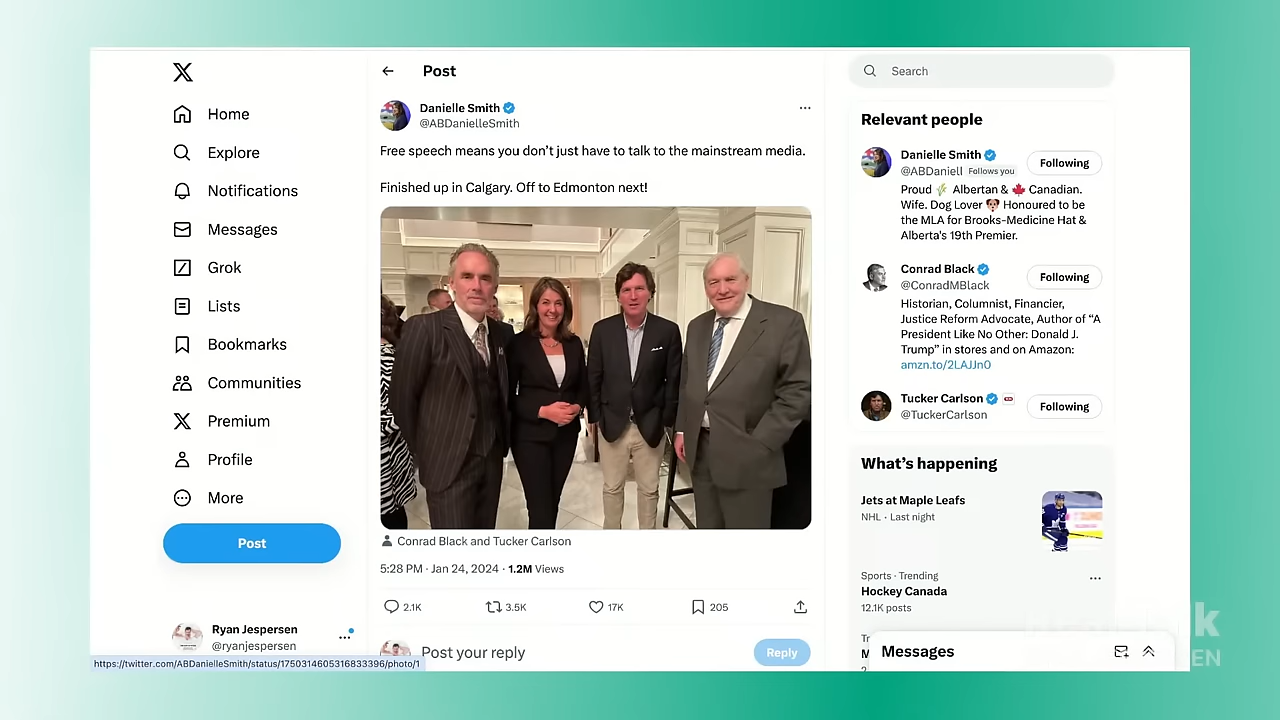 Home
Explore
Notifications
Messages
Grok
Lists
Bookmarks
Communities
Premium
Profile
More
Post
Ryan Jespersen
@ryanjespersen
https://twitter.com/ABDanielleSmith/status/1750314605316833396/photo/1
Post
Danielle Smith
@ABDanielleSmith
Free speech means you don't just have to talk to the mainstream media.
Finished up in Calgary. Off to Edmonton next!
Conrad Black and Tucker Carlson
5:28 PM · Jan 24, 2024 · 1.2M Views
2.1K 3.5K 17K 205
Post your reply
Reply
Search
Relevant people
Danielle Smith
@ABDaniell Follows you
Following
Proud Albertan & Canadian.
Wife. Dog Lover Honoured to be
the MLA for Brooks-Medicine Hat &
Alberta's 19th Premier.
Conrad Black
@ConradMBlack
Following
Historian, Columnist, Financier,
Justice Reform Advocate, Author of “A
President Like No Other: Donald J.
Trump” in stores and on Amazon:
amzn.to/2LAJJn0
Tucker Carlson
@TuckerCarlson
Following
What's happening
Jets at Maple Leafs
NHL · Last night
Sports · Trending
Hockey Canada
12.1K posts
Messages